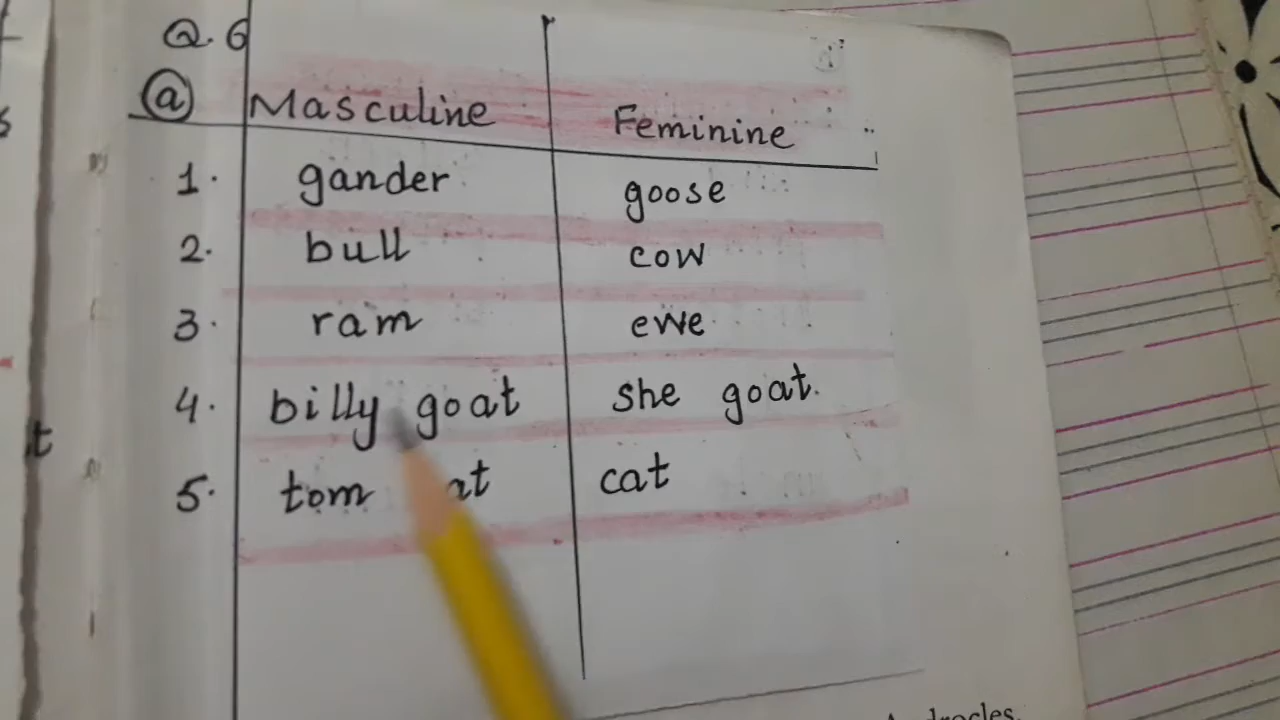 Q. 6
(a) Masculine Feminine
1. gander goose
2. bull cow
3. ram ewe
4. billy goat she goat.
5. tom at cat
t